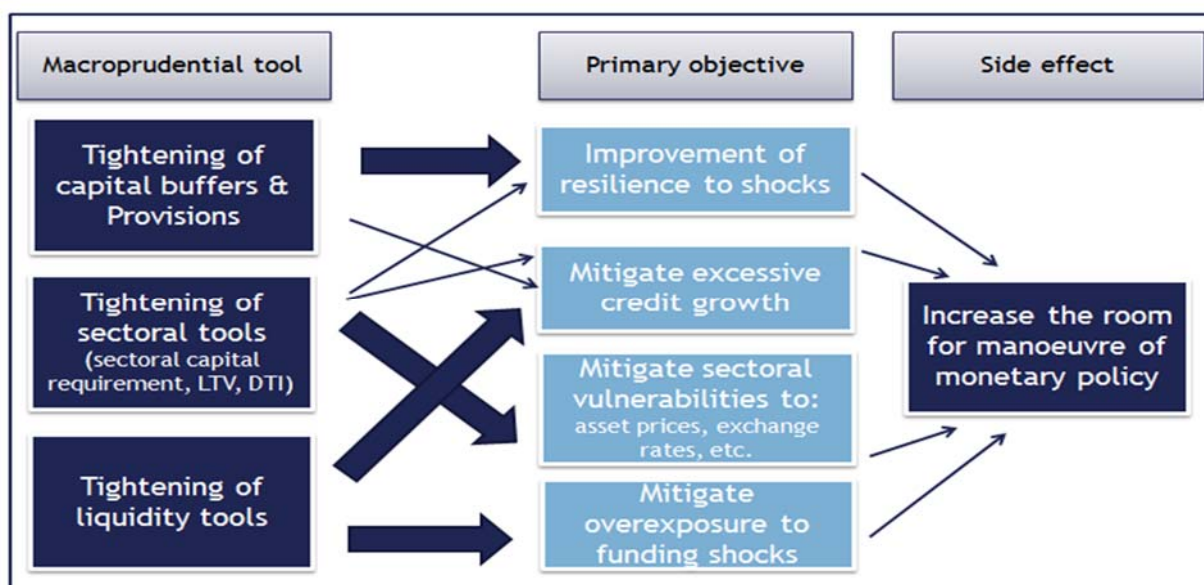 Macroprudential tool
Primary objective
Side effect
Tightening of
capital buffers &
Provisions
Tightening of
sectoral tools
(sectoral capital
requirement, LTV, DTI)
Tightening of
liquidity tools
Improvement of
resilience to shocks
Mitigate excessive
credit growth
Mitigate sectoral
vulnerabilities to:
asset prices, exchange
rates, etc.
Mitigate
overexposure to
funding shocks
Increase the room
for manoeuvre of
monetary policy